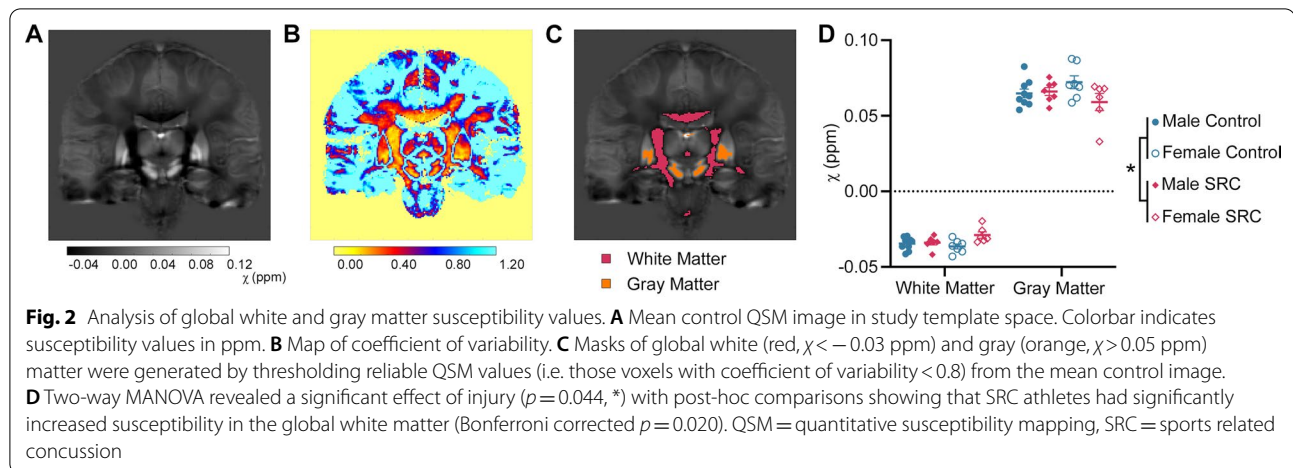 A
B
C
D
-0.04 0.00 0.04 0.08 0.12
χ (ppm)
0.00 0.40 0.80 1.20
White Matter
Gray Matter
χ (ppm)
0.10
0.05
0.00
-0.05
White Matter Gray Matter
*
Male Control
Female Control
Male SRC
Female SRC
Fig. 2 Analysis of global white and gray matter susceptibility values. A Mean control QSM image in study template space. Colorbar indicates
susceptibility values in ppm. B Map of coefficient of variability. C Masks of global white (red, χ < − 0.03 ppm) and gray (orange, χ > 0.05 ppm)
matter were generated by thresholding reliable QSM values (i.e. those voxels with coefficient of variability < 0.8) from the mean control image.
D Two-way MANOVA revealed a significant effect of injury (p = 0.044, *) with post-hoc comparisons showing that SRC athletes had significantly
increased susceptibility in the global white matter (Bonferroni corrected p = 0.020). QSM = quantitative susceptibility mapping, SRC = sports related
concussion